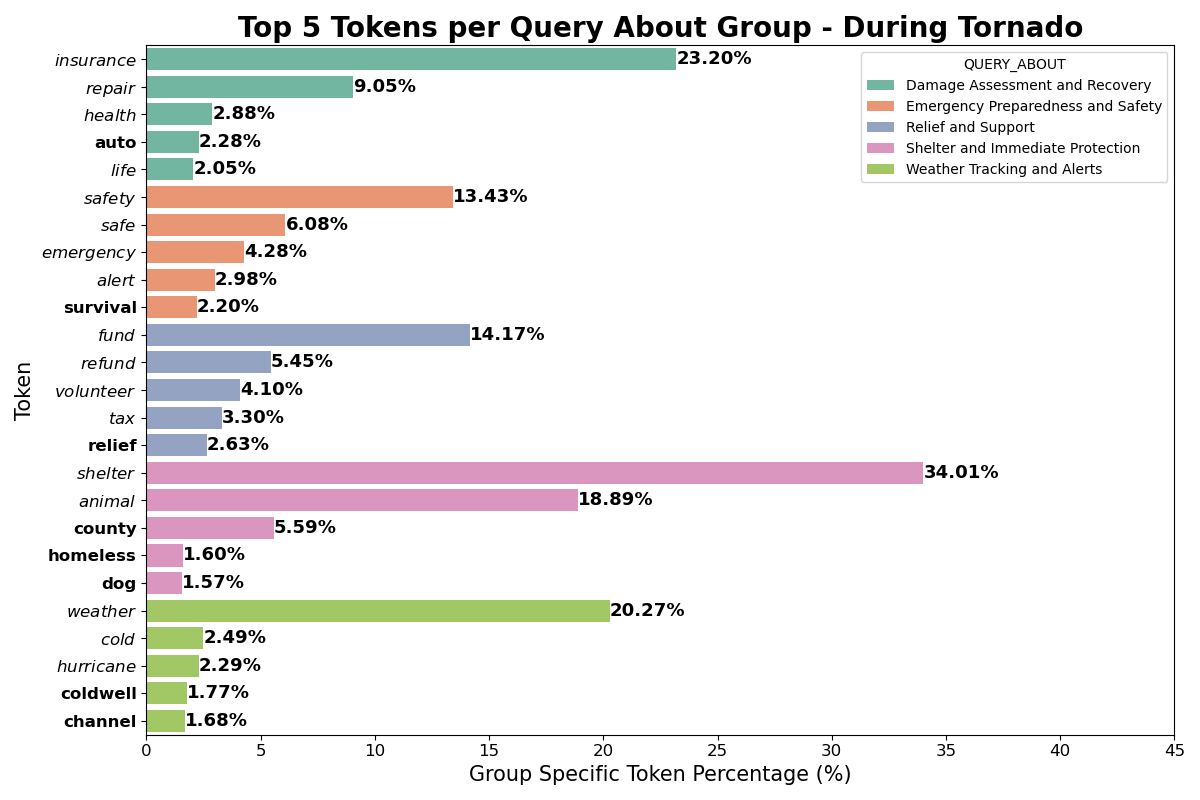 Top 5 Tokens per Query About Group - During Tornado
insurance 23.20%
repair 9.05%
health 2.88%
auto 2.28%
life 2.05%
safety 13.43%
safe 6.08%
emergency 4.28%
alert 2.98%
survival 2.20%
fund 14.17%
refund 5.45%
volunteer 4.10%
tax 3.30%
relief 2.63%
shelter 34.01%
animal 18.89%
county 5.59%
homeless 1.60%
dog 1.57%
weather 20.27%
cold 2.49%
hurricane 2.29%
coldwell 1.77%
channel 1.68%
Token
0 5 10 15 20 25 30 35 40 45
Group Specific Token Percentage (%)
QUERY_ABOUT
Damage Assessment and Recovery
Emergency Preparedness and Safety
Relief and Support
Shelter and Immediate Protection
Weather Tracking and Alerts